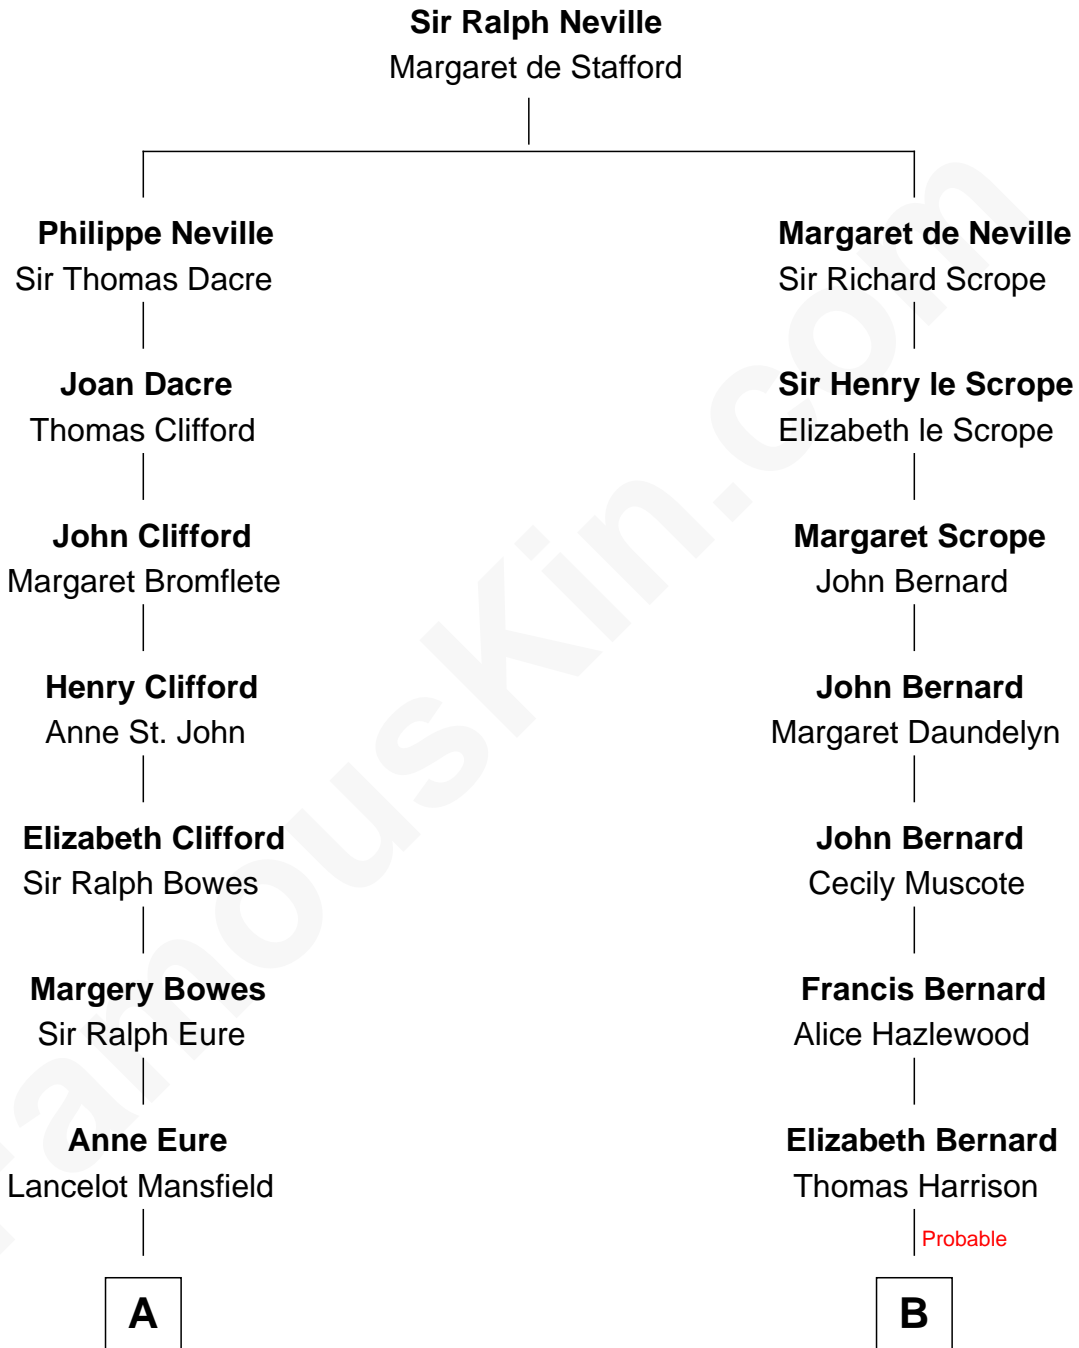 Sir Ralph Neville
Margaret de Stafford
Philippe Neville
Sir Thomas Dacre
Margaret de Neville
Sir Richard Scrope
Joan Dacre
Thomas Clifford
Sir Henry le Scrope
Elizabeth le Scrope
John Clifford
Margaret Bromflete
Margaret Scrope
John Bernard
Henry Clifford
Anne St. John
John Bernard
Margaret Daundelyn
Elizabeth Clifford
Sir Ralph Bowes
John Bernard
Cecily Muscote
Margery Bowes
Sir Ralph Eure
Francis Bernard
Alice Hazlewood
Anne Eure
Lancelot Mansfield
Elizabeth Bernard
Thomas Harrison
Probable
A
B
FamousKin.com